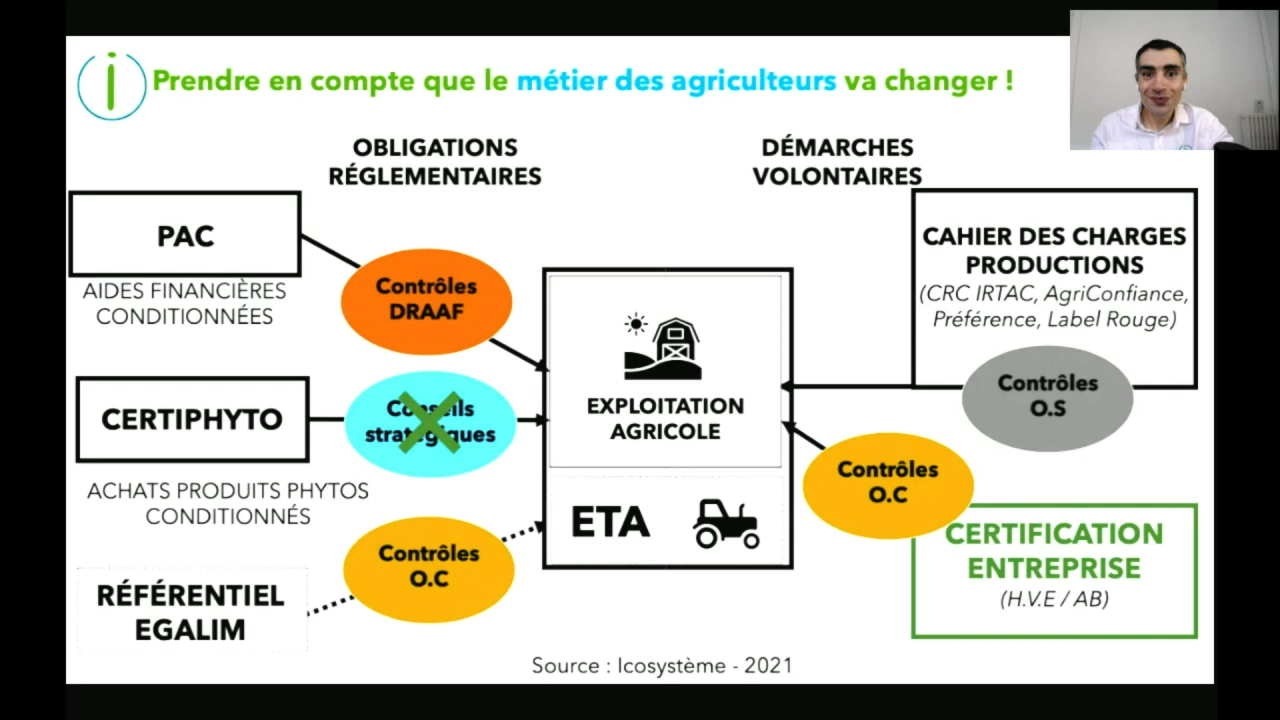 Prendre en compte que le métier des agriculteurs va changer !
OBLIGATIONS
RÉGLEMENTAIRES
DÉMARCHES
VOLONTAIRES
PAC
AIDES FINANCIÈRES
CONDITIONNÉES
Contrôles
DRAAF
CERTIPHYTO
ACHATS PRODUITS PHYTOS
CONDITIONNÉS
Conseils
stratégiques
RÉFÉRENTIEL
EGALIM
Contrôles
O.C
EXPLOITATION
AGRICOLE
ETA
CAHIER DES CHARGES
PRODUCTIONS
(CRC IRTAC, AgriConfiance,
Préférence, Label Rouge)
Contrôles
O.S
Contrôles
O.C
CERTIFICATION
ENTREPRISE
(H.V.E / AB)
Source : Icosystème - 2021